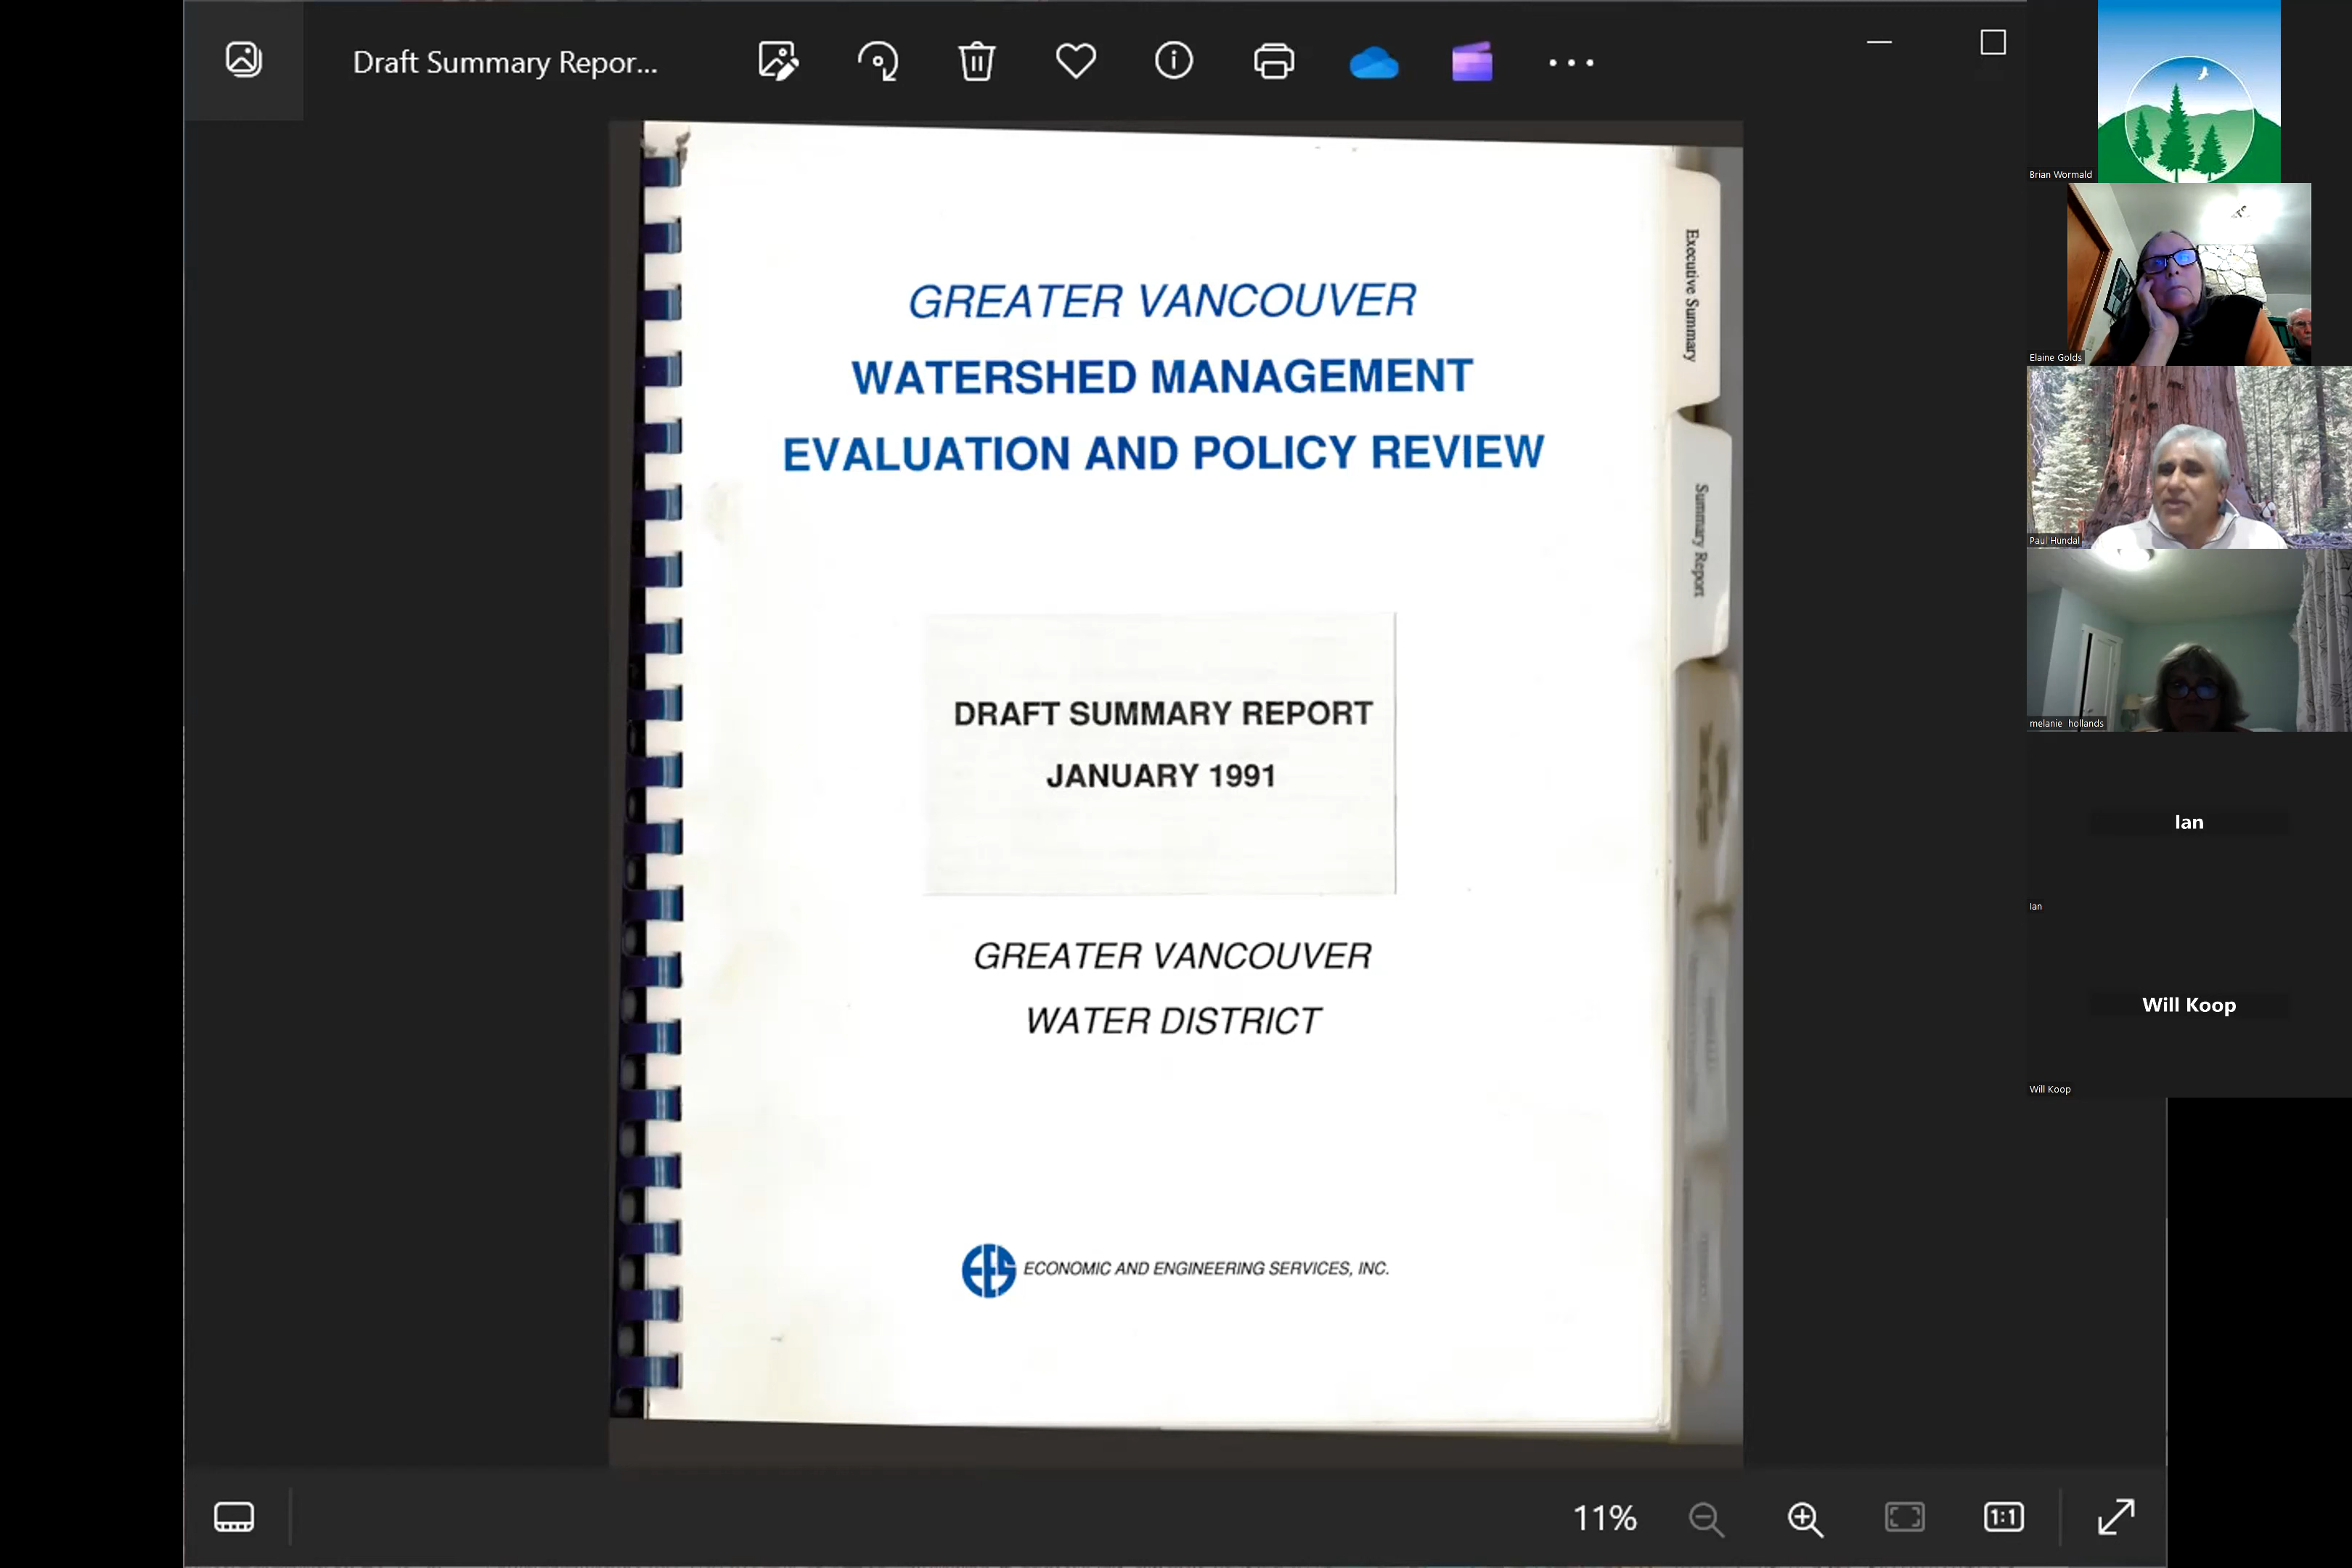 Draft Summary Repor...
GREATER VANCOUVER
WATERSHED MANAGEMENT
EVALUATION AND POLICY REVIEW
DRAFT SUMMARY REPORT
JANUARY 1991
GREATER VANCOUVER
WATER DISTRICT
EES ECONOMIC AND ENGINEERING SERVICES, INC.
Executive Summary
Summary Report
11%
1:1
Brian Wormald
Elaine Golds
Paul Hundal
melanie hollands
Ian
Ian
Will Koop
Will Koop